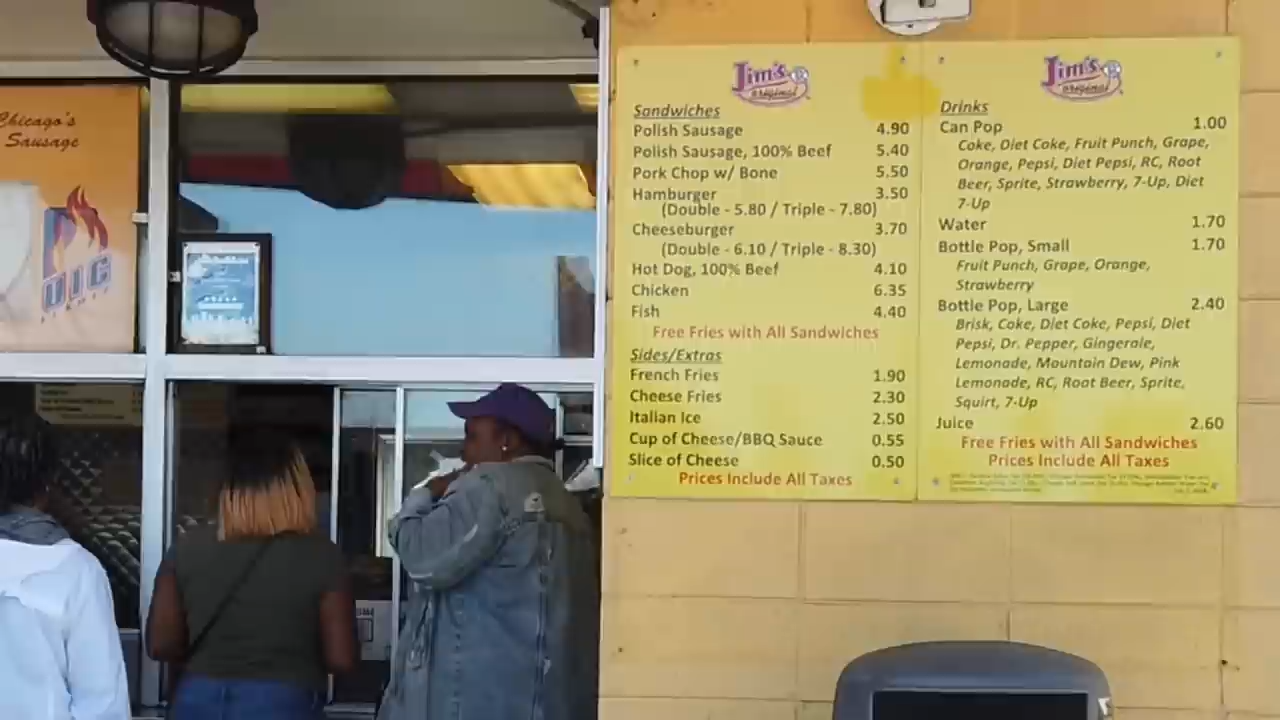 Chicago's
Sausage
UIC
FLAMES
Jim's
original
Sandwiches
Polish Sausage 4.90
Polish Sausage, 100% Beef 5.40
Pork Chop w/ Bone 5.50
Hamburger 3.50
(Double - 5.80 / Triple - 7.80)
Cheeseburger 3.70
(Double - 6.10 / Triple - 8.30)
Hot Dog, 100% Beef 4.10
Chicken 6.35
Fish 4.40
Free Fries with All Sandwiches
Sides/Extras
French Fries 1.90
Cheese Fries 2.30
Italian Ice 2.50
Cup of Cheese/BBQ Sauce 0.55
Slice of Cheese 0.50
Prices Include All Taxes
Jim's
original
Drinks
Can Pop 1.00
Coke, Diet Coke, Fruit Punch, Grape,
Orange, Pepsi, Diet Pepsi, RC, Root
Beer, Sprite, Strawberry, 7-Up, Diet
7-Up
Water 1.70
Bottle Pop, Small 1.70
Fruit Punch, Grape, Orange,
Strawberry
Bottle Pop, Large 2.40
Brisk, Coke, Diet Coke, Pepsi, Diet
Pepsi, Dr. Pepper, Gingerale,
Lemonade, Mountain Dew, Pink
Lemonade, RC, Root Beer, Sprite,
Squirt, 7-Up
Juice 2.60
Free Fries with All Sandwiches
Prices Include All Taxes